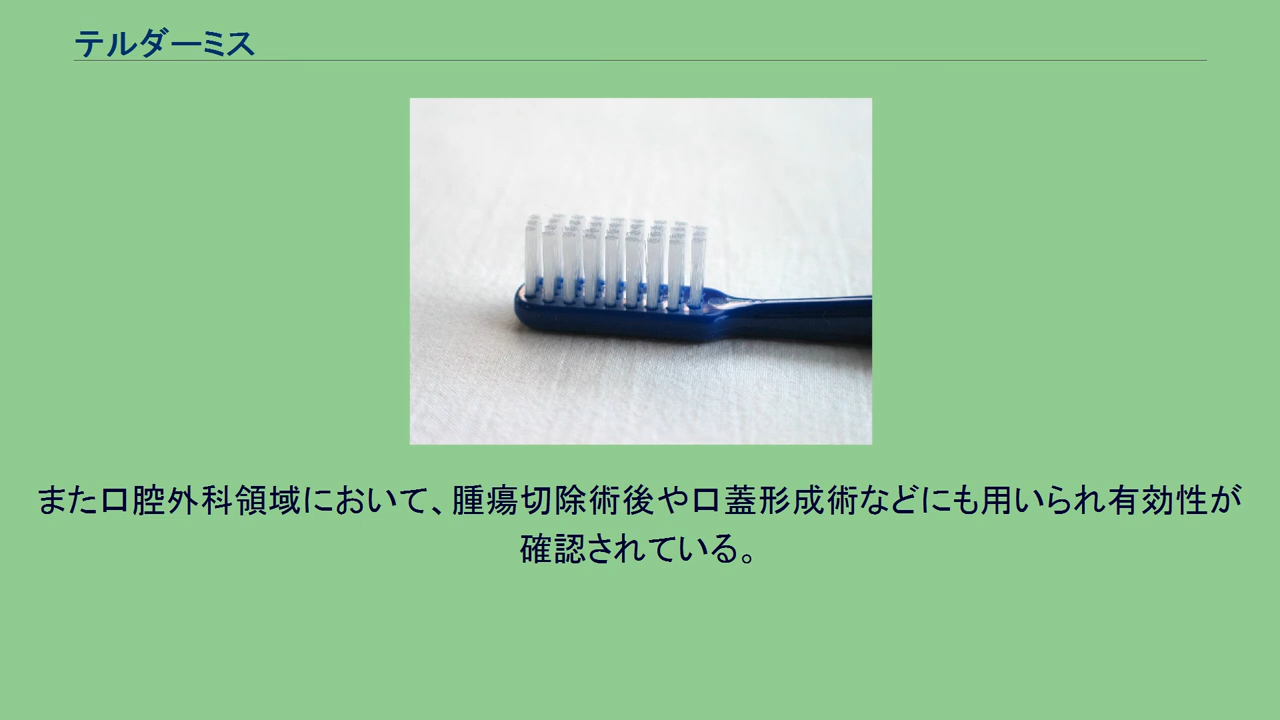 テルダーミス
また口腔外科領域において、腫瘍切除術後や口蓋形成術などにも用いられ有効性が
確認されている。